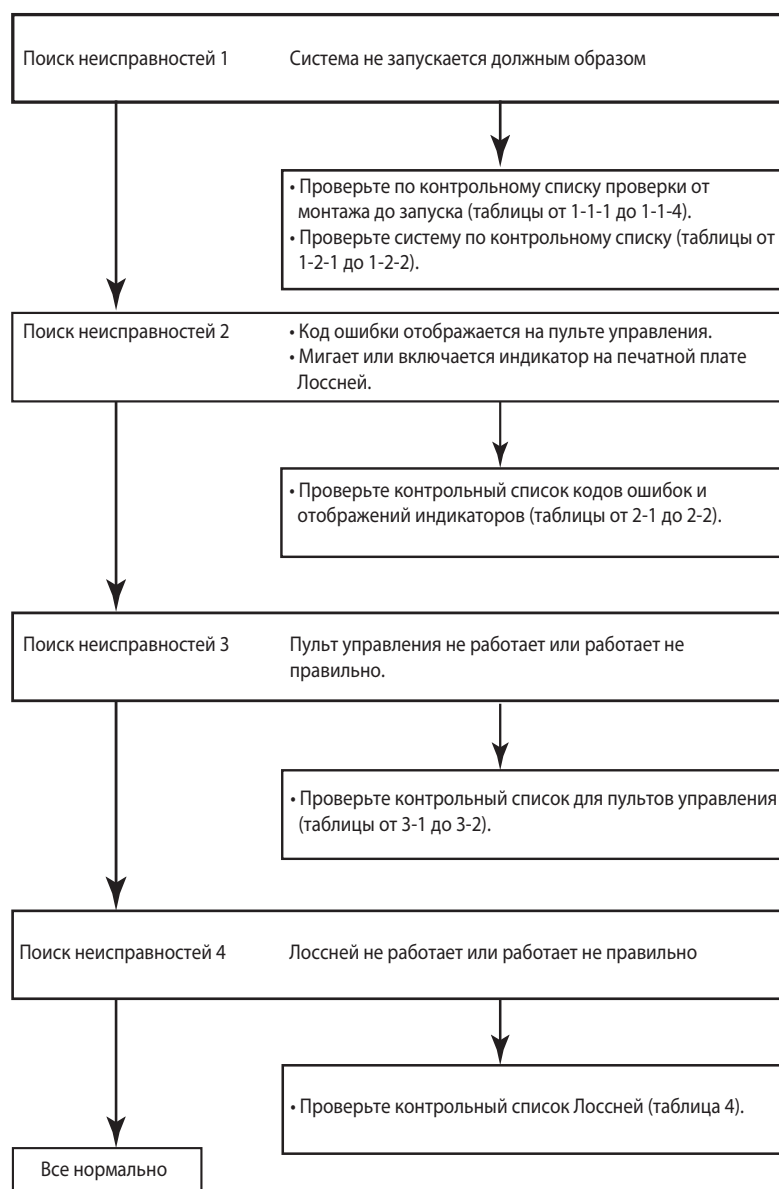 Поиск неисправностей 1 Система не запускается должным образом
• Проверьте по контрольному списку проверки от
монтажа до запуска (таблицы от 1-1-1 до 1-1-4).
• Проверьте систему по контрольному списку (таблицы от
1-2-1 до 1-2-2).
Поиск неисправностей 2 • Код ошибки отображается на пульте управления.
• Мигает или включается индикатор на печатной плате
Лоссней.
• Проверьте контрольный список кодов ошибок и
отображений индикаторов (таблицы от 2-1 до 2-2).
Поиск неисправностей 3 Пульт управления не работает или работает не
правильно.
• Проверьте контрольный список для пультов управления
(таблицы от 3-1 до 3-2).
Поиск неисправностей 4 Лоссней не работает или работает не правильно
• Проверьте контрольный список Лоссней (таблица 4).
Все нормально